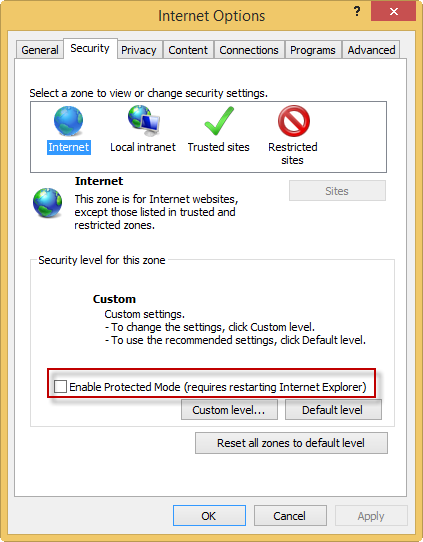 Internet Options
?
General Security Privacy Content Connections Programs Advanced
Select a zone to view or change security settings.
Internet
Local intranet
Trusted sites
Restricted
sites
Internet
This zone is for Internet websites,
except those listed in trusted and
restricted zones.
Sites
Security level for this zone
Custom
Custom settings.
- To change the settings, click Custom level.
- To use the recommended settings, click Default level.
Enable Protected Mode (requires restarting Internet Explorer)
Custom level... Default level
Reset all zones to default level
OK Cancel Apply